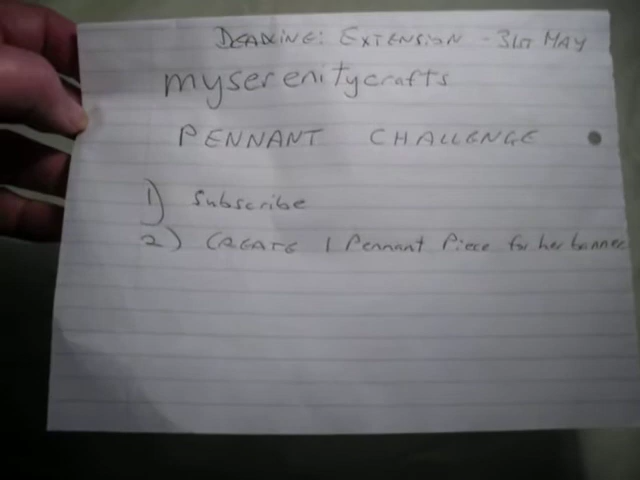 DEADLINE: EXTENSION - 31ST MAY
myserenitycrafts
PENNANT CHALLENGE
1) Subscribe
2) CREATE 1 Pennant Piece for her banner